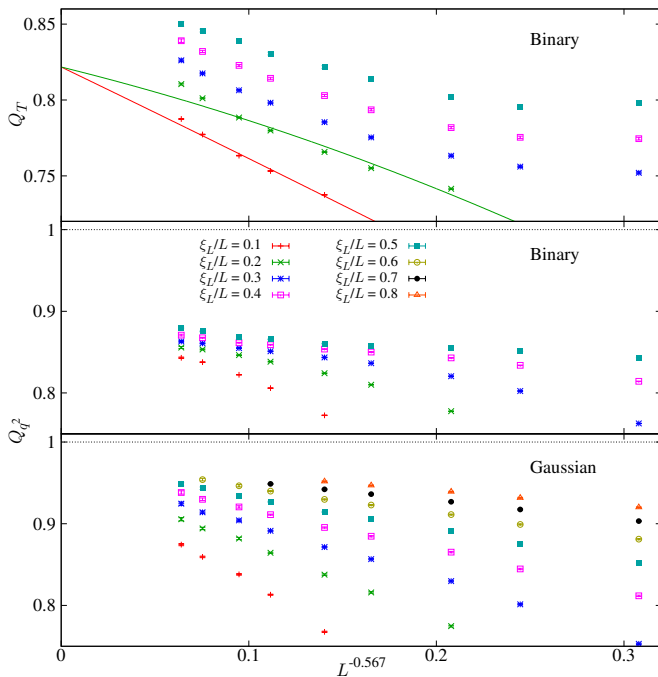 0.85
Binary
Q_T
0.8
0.75
1
ξ_L/L = 0.1
ξ_L/L = 0.5
Binary
ξ_L/L = 0.2
ξ_L/L = 0.6
ξ_L/L = 0.3
ξ_L/L = 0.7
ξ_L/L = 0.4
ξ_L/L = 0.8
0.9
0.8
Q_{q^2}
1
Gaussian
0.9
0.8
0
0.1
0.2
0.3
L^{-0.567}